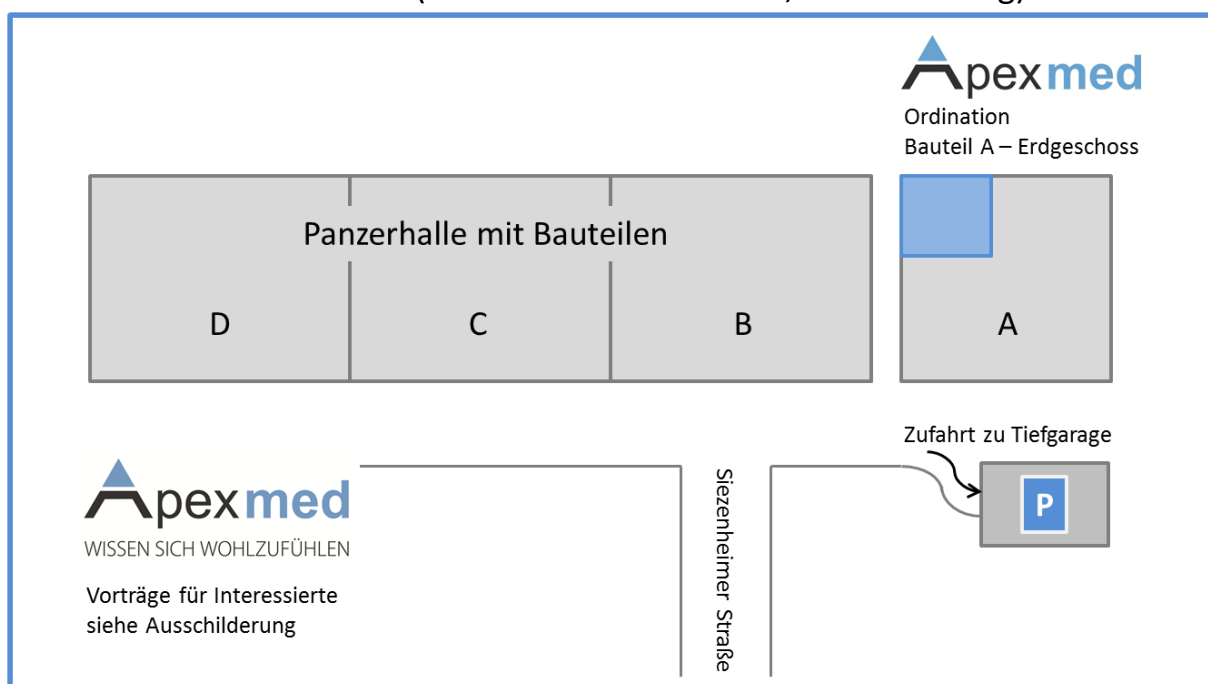 Apexmed
Ordination
Bauteil A – Erdgeschoss
Panzerhalle mit Bauteilen
D
C
B
A
Zufahrt zu Tiefgarage
P
Siezenheimer Straße
Apexmed
WISSEN SICH WOHLZUFÜHLEN
Vorträge für Interessierte
siehe Ausschilderung